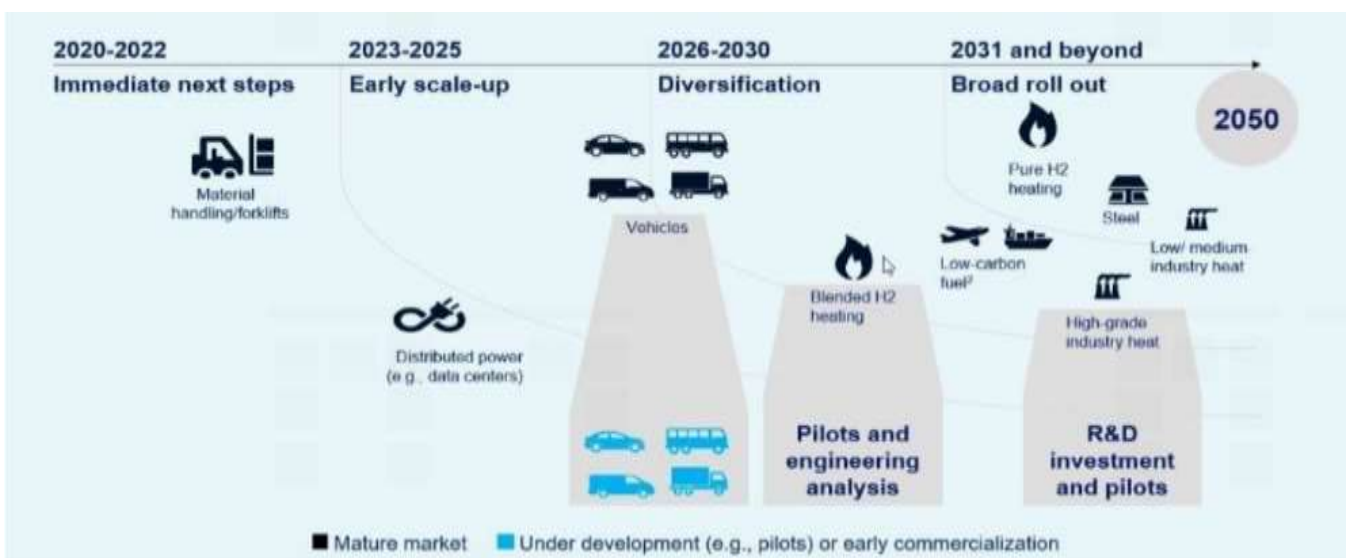 2020-2022
2023-2025
2026-2030
2031 and beyond
Immediate next steps
Early scale-up
Diversification
Broad roll out
2050
Material
handling/forklifts
Distributed power
(e.g., data centers)
Vehicles
Blended H2
heating
Pilots and
engineering
analysis
Pure H2
heating
Low-carbon
fuel²
Steel
Low/ medium
industry heat
High-grade
industry heat
R&D
investment
and pilots
Mature market
Under development (e.g., pilots) or early commercialization